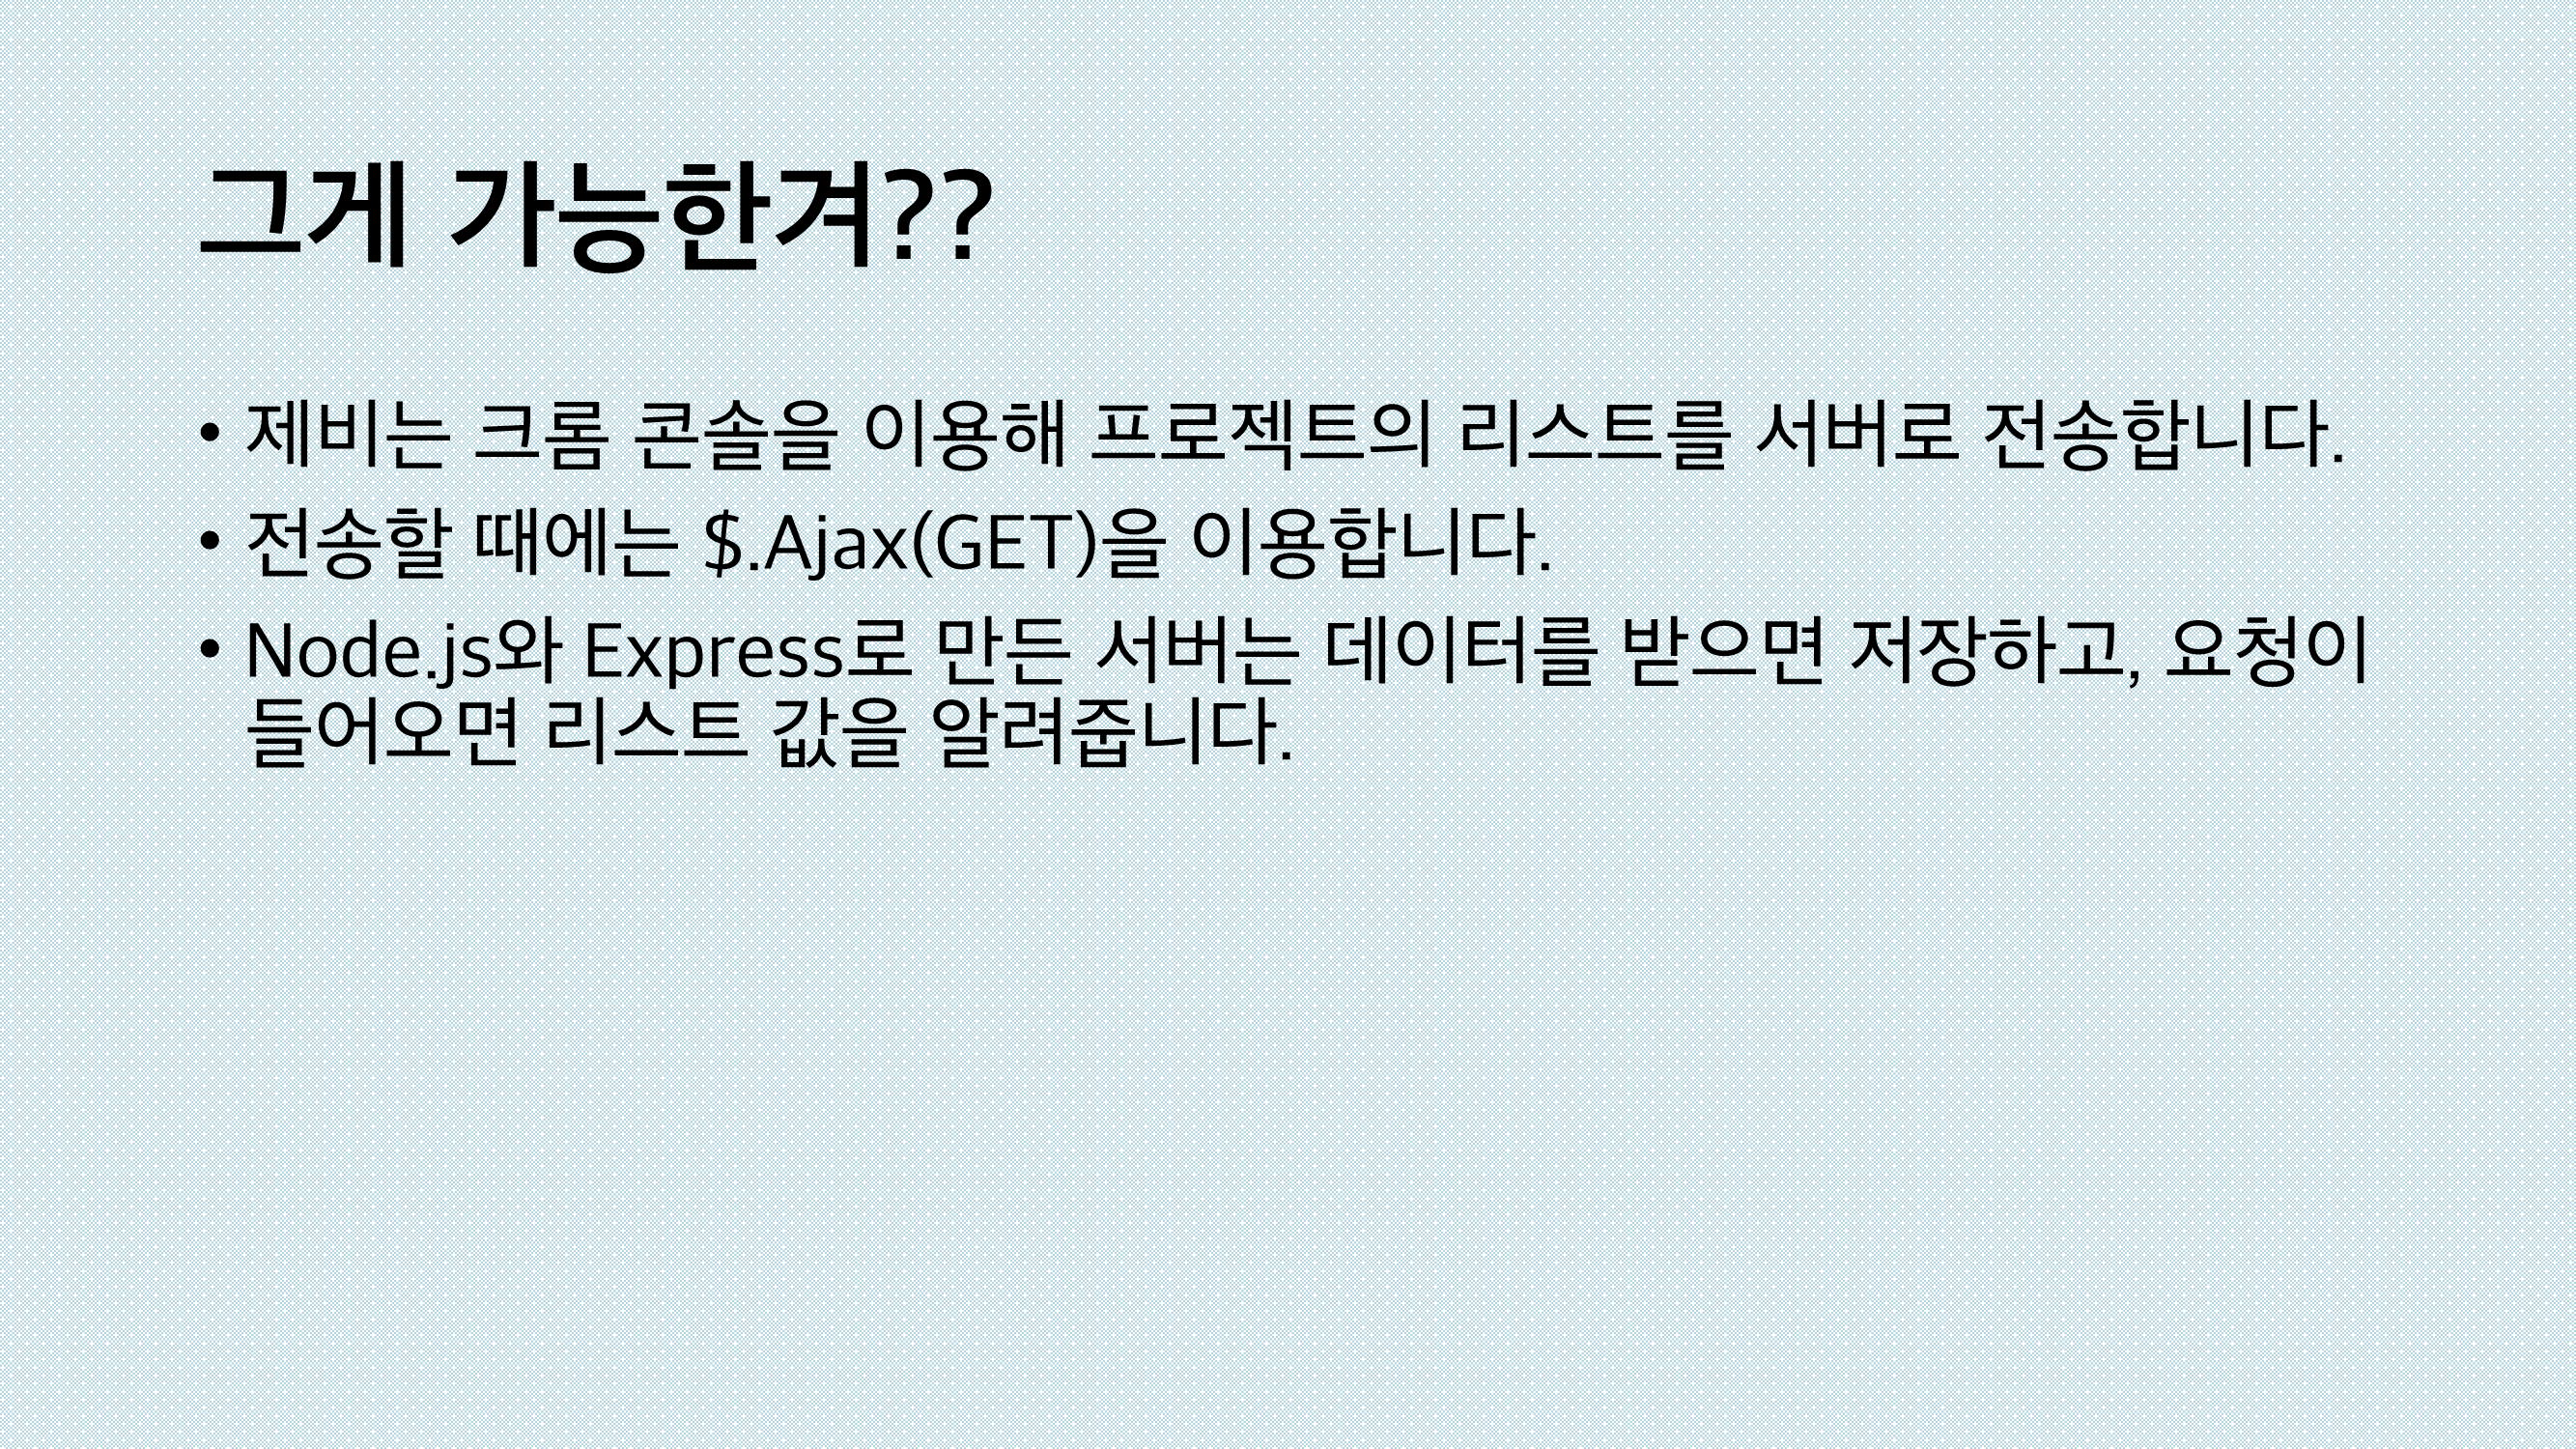 그게 가능한겨??
• 제비는 크롬 콘솔을 이용해 프로젝트의 리스트를 서버로 전송합니다.
• 전송할 때에는 $.Ajax(GET)을 이용합니다.
• Node.js와 Express로 만든 서버는 데이터를 받으면 저장하고, 요청이
들어오면 리스트 값을 알려줍니다.